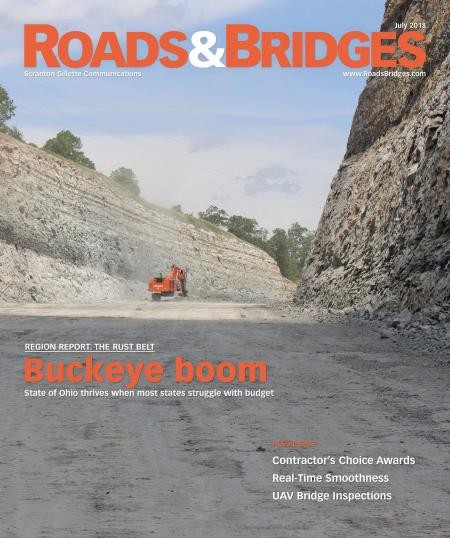 July 2018
ROADS&BRIDGES
Scranton Gillette Communications
www.RoadsBridges.com
REGION REPORT: THE RUST BELT
Buckeye boom
State of Ohio thrives when most states struggle with budget
Contractor's Choice Awards
Real-Time Smoothness
UAV Bridge Inspections